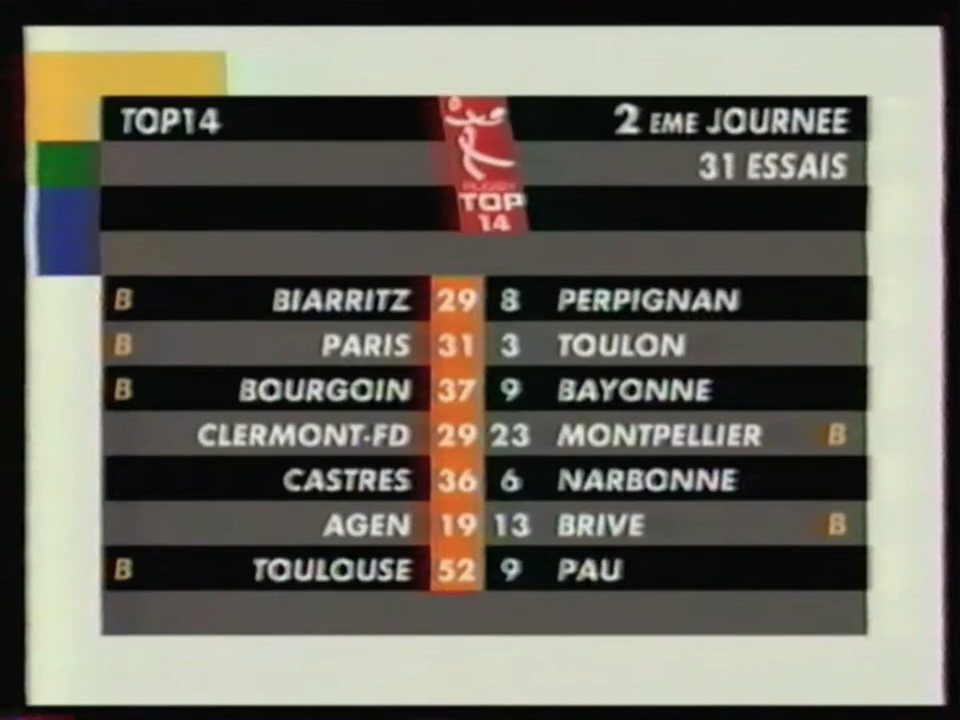 TOP14 2 EME JOURNEE
31 ESSAIS
TOP
14
B BIARRITZ 29 8 PERPIGNAN
B PARIS 31 3 TOULON
B BOURGOIN 37 9 BAYONNE
CLERMONT-FD 29 23 MONTPELLIER B
CASTRES 36 6 NARBONNE
AGEN 19 13 BRIVE B
B TOULOUSE 52 9 PAU